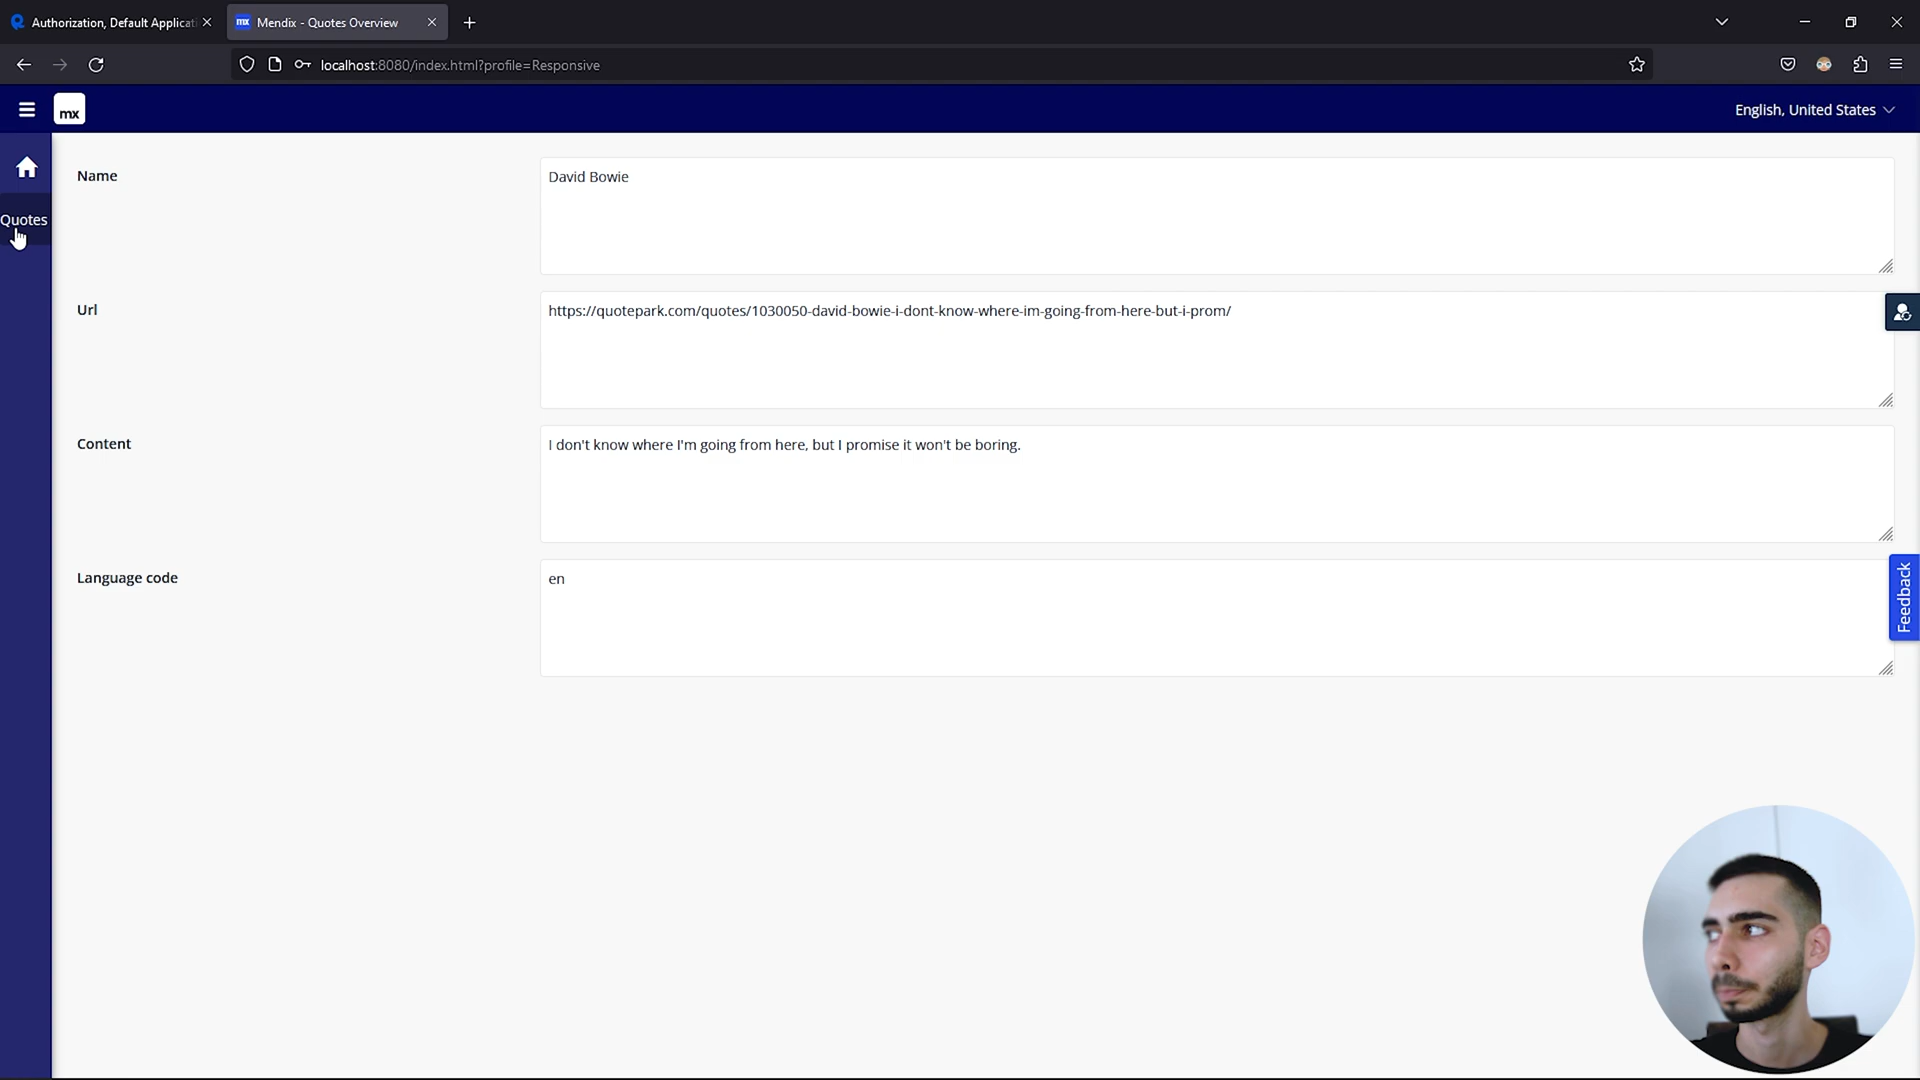 Authorization, Default Applicati
mx Mendix - Quotes Overview
localhost:8080/index.html?profile=Responsive
mx
English, United States
Quotes
Name
David Bowie
Url
https://quotepark.com/quotes/1030050-david-bowie-i-dont-know-where-im-going-from-here-but-i-prom/
Content
I don't know where I'm going from here, but I promise it won't be boring.
Language code
en
Feedback